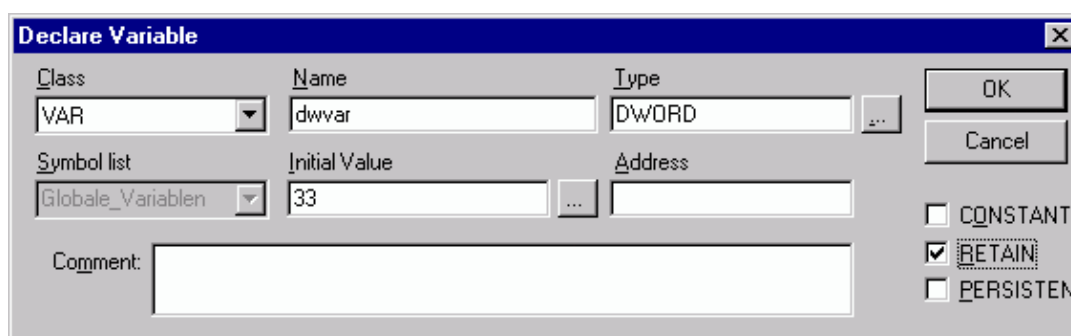 Declare Variable
Class Name Type
VAR dwvar DWORD ... OK
Cancel
Symbol list Initial Value Address
Globale_Variablen 33 ...
CONSTANT
Comment: RETAIN
PERSISTEN